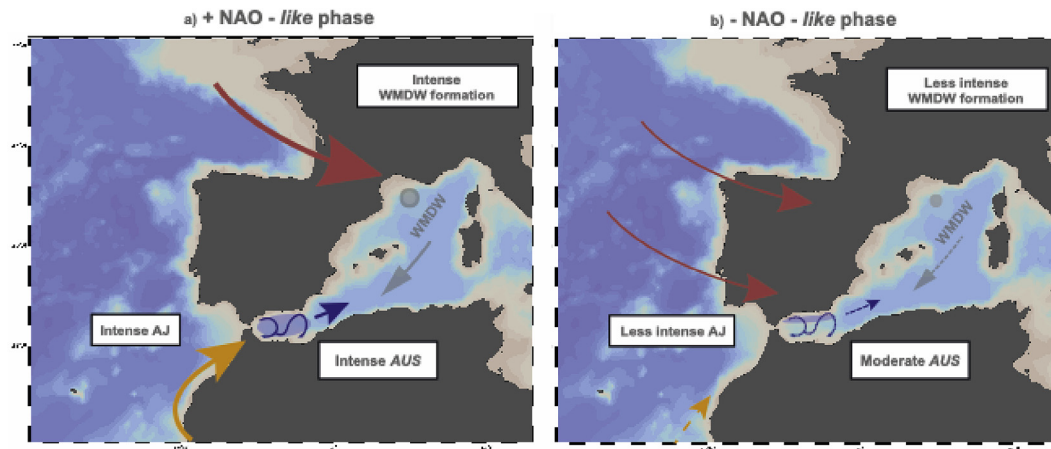 a) + NAO - like phase
Intense
WMDW formation
WMDW
Intense AJ
Intense AUS
b) - NAO - like phase
Less intense
WMDW formation
WMDW
Less intense AJ
Moderate AUS